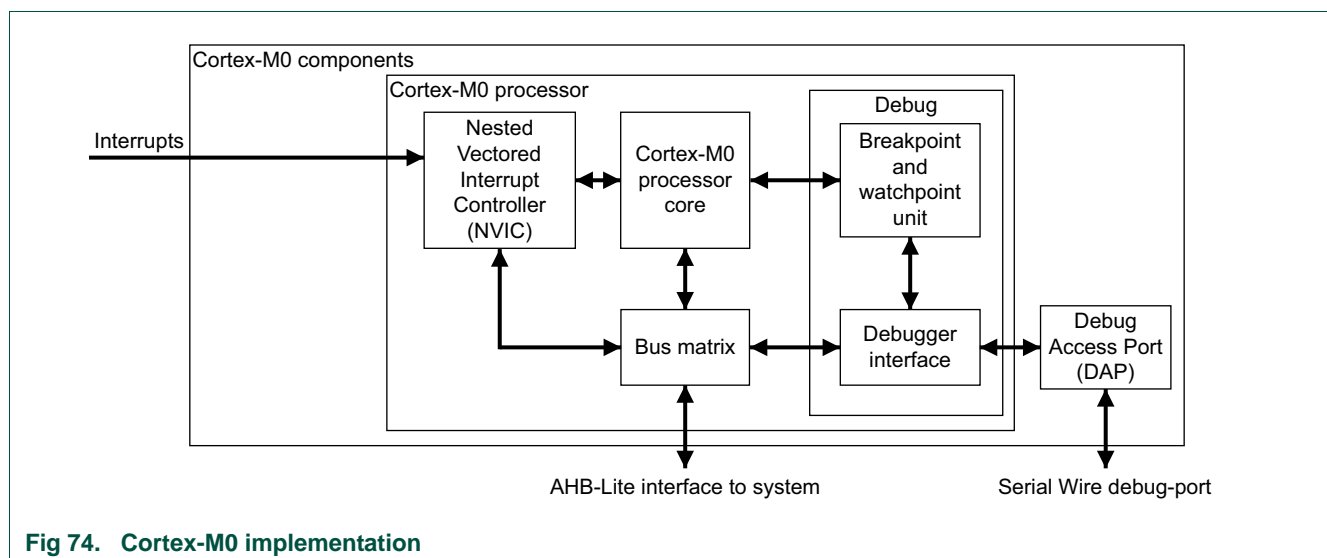 Cortex-M0 components
Cortex-M0 processor
Debug
Interrupts
Nested
Vectored
Interrupt
Controller
(NVIC)
Cortex-M0
processor
core
Breakpoint
and
watchpoint
unit
Bus matrix
Debugger
interface
Debug
Access Port
(DAP)
AHB-Lite interface to system
Serial Wire debug-port
Fig 74. Cortex-M0 implementation